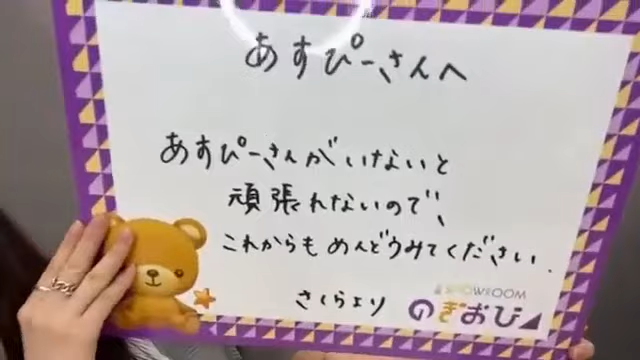 あすぴーさんへ
あすぴーさんがいないと
頑張れないので、
これからもめんどうみてください.
さくらより
SHOWROOM
のぎおび